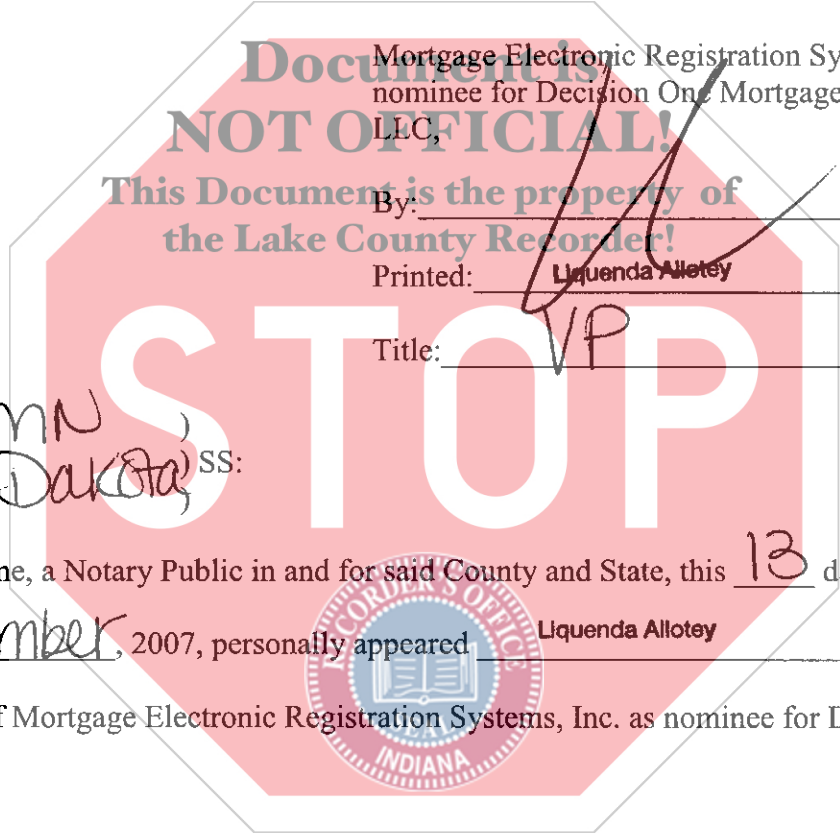 Document is
NOT OFFICIAL!
This Document is the property of
the Lake County Recorder!
STOP
Mortgage Electronic Registration Sy
nominee for Decision One Mortgage
LLC,
By:
Printed: Liquenda Allotey
Title: VP
MN )
Dakota ) SS:
)
me, a Notary Public in and for said County and State, this 13 d
mber, 2007, personally appeared Liquenda Allotey
f Mortgage Electronic Registration Systems, Inc. as nominee for D
RECORDER'S OFFICE
SEAL
INDIANA